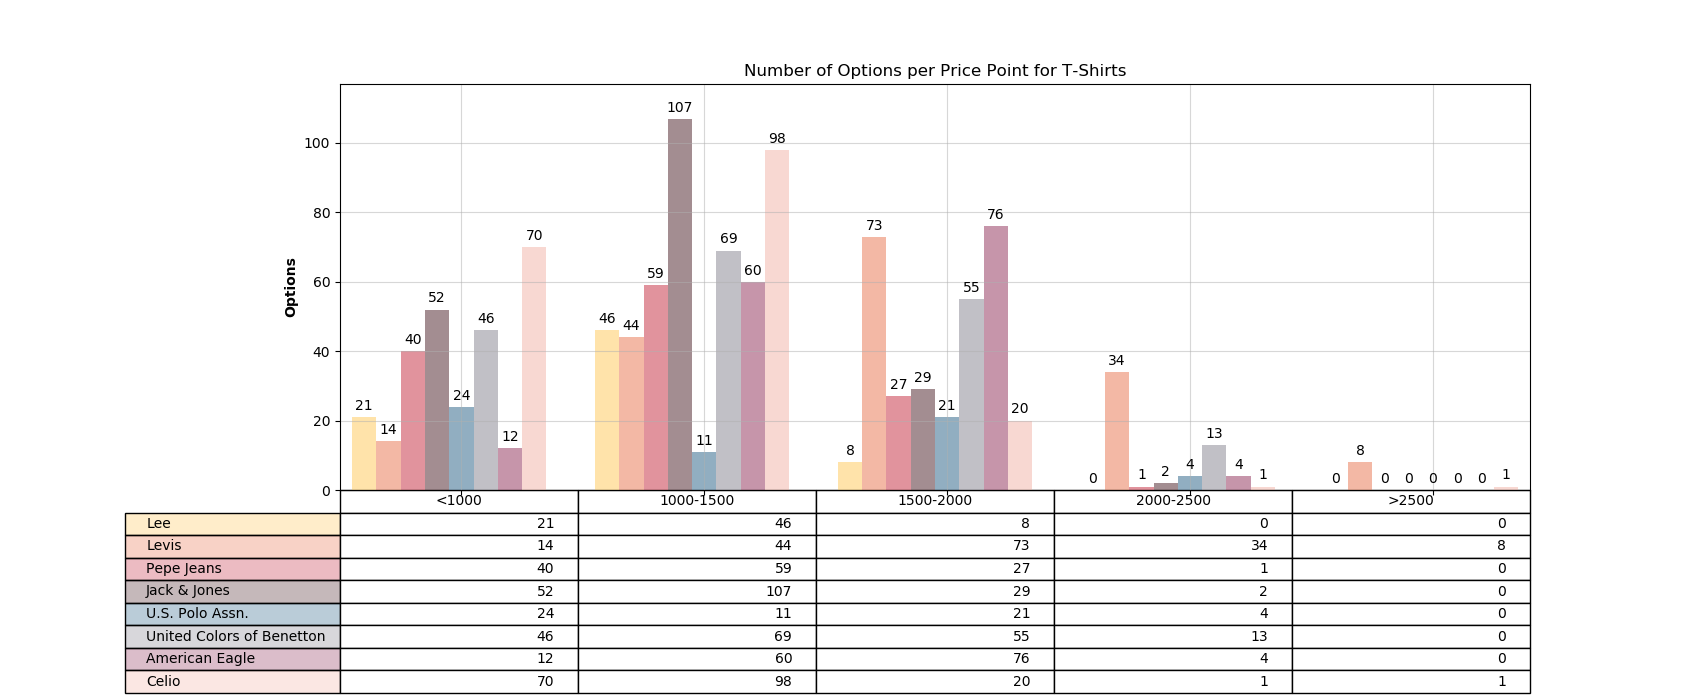 Number of Options per Price Point for T-Shirts
Options
100
80
60
40
20
0
21 14 40 52 24 46 12 70
46 44 59 107 11 69 60 98
8 73 27 29 21 55 76 20
0 34 1 2 4 13 4 1
0 8 0 0 0 0 0 1
<1000 1000-1500 1500-2000 2000-2500 >2500
Lee 21 46 8 0 0
Levis 14 44 73 34 8
Pepe Jeans 40 59 27 1 0
Jack & Jones 52 107 29 2 0
U.S. Polo Assn. 24 11 21 4 0
United Colors of Benetton 46 69 55 13 0
American Eagle 12 60 76 4 0
Celio 70 98 20 1 1